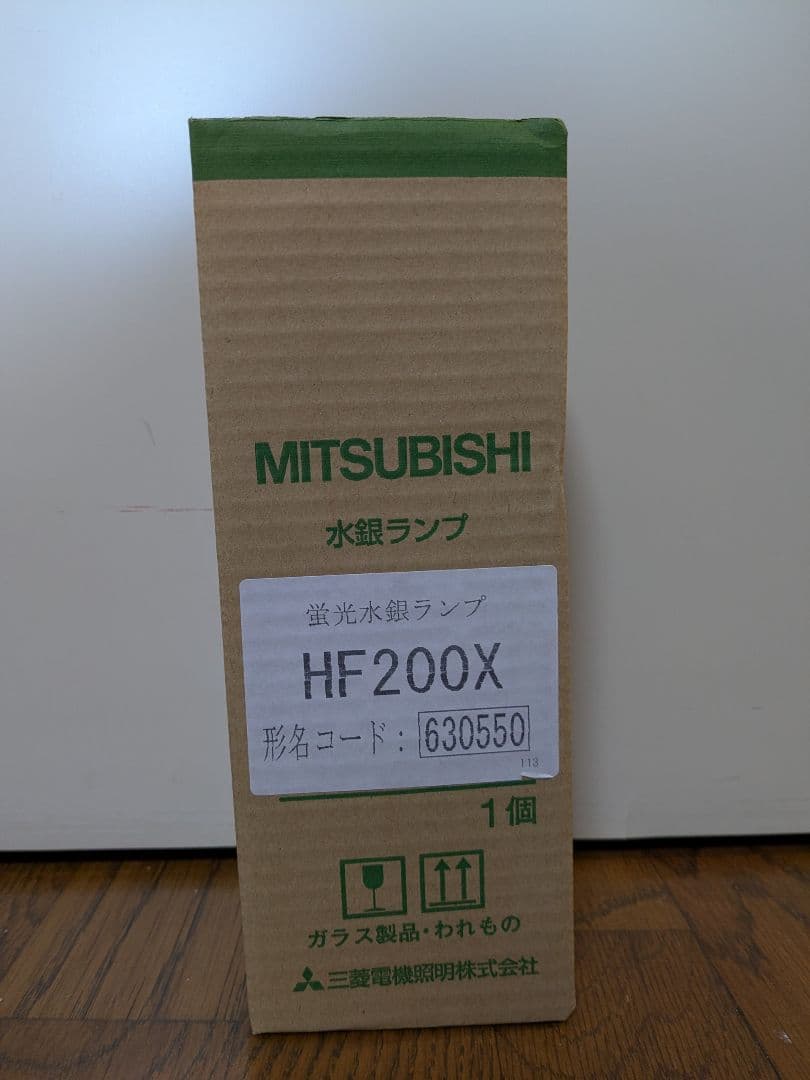 MITSUBISHI
水銀ランプ
蛍光水銀ランプ
HF200X
形名コード：630550
113
1個
ガラス製品・われもの
三菱電機照明株式会社